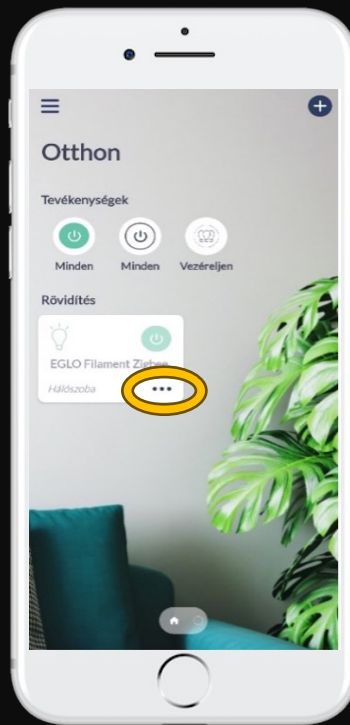 Otthon
Tevékenységek
Minden Minden Vezéreljen
Rövidítés
EGLO Filament Zigbee
Hálószoba